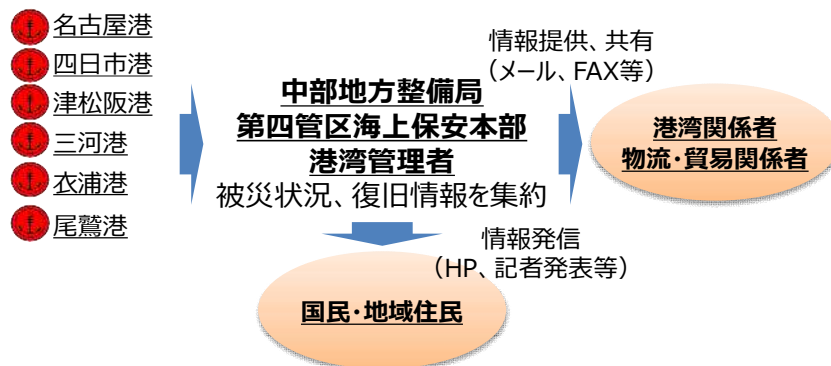 名古屋港
四日市港
津松阪港
三河港
衣浦港
尾鷲港
中部地方整備局
第四管区海上保安本部
港湾管理者
被災状況、復旧情報を集約
情報提供、共有
（メール、FAX等）
港湾関係者
物流・貿易関係者
情報発信
（HP、記者発表等）
国民・地域住民